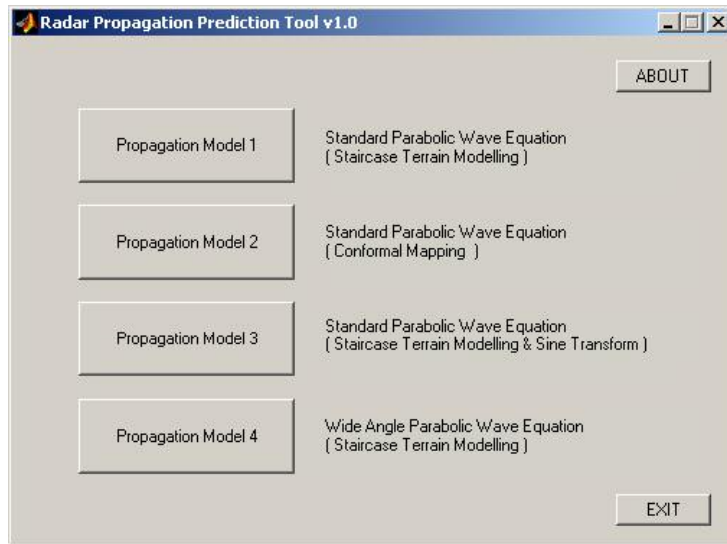 Radar Propagation Prediction Tool v1.0
ABOUT
Propagation Model 1
Standard Parabolic Wave Equation
( Staircase Terrain Modelling )
Propagation Model 2
Standard Parabolic Wave Equation
( Conformal Mapping  )
Propagation Model 3
Standard Parabolic Wave Equation
( Staircase Terrain Modelling & Sine Transform )
Propagation Model 4
Wide Angle Parabolic Wave Equation
( Staircase Terrain Modelling )
EXIT